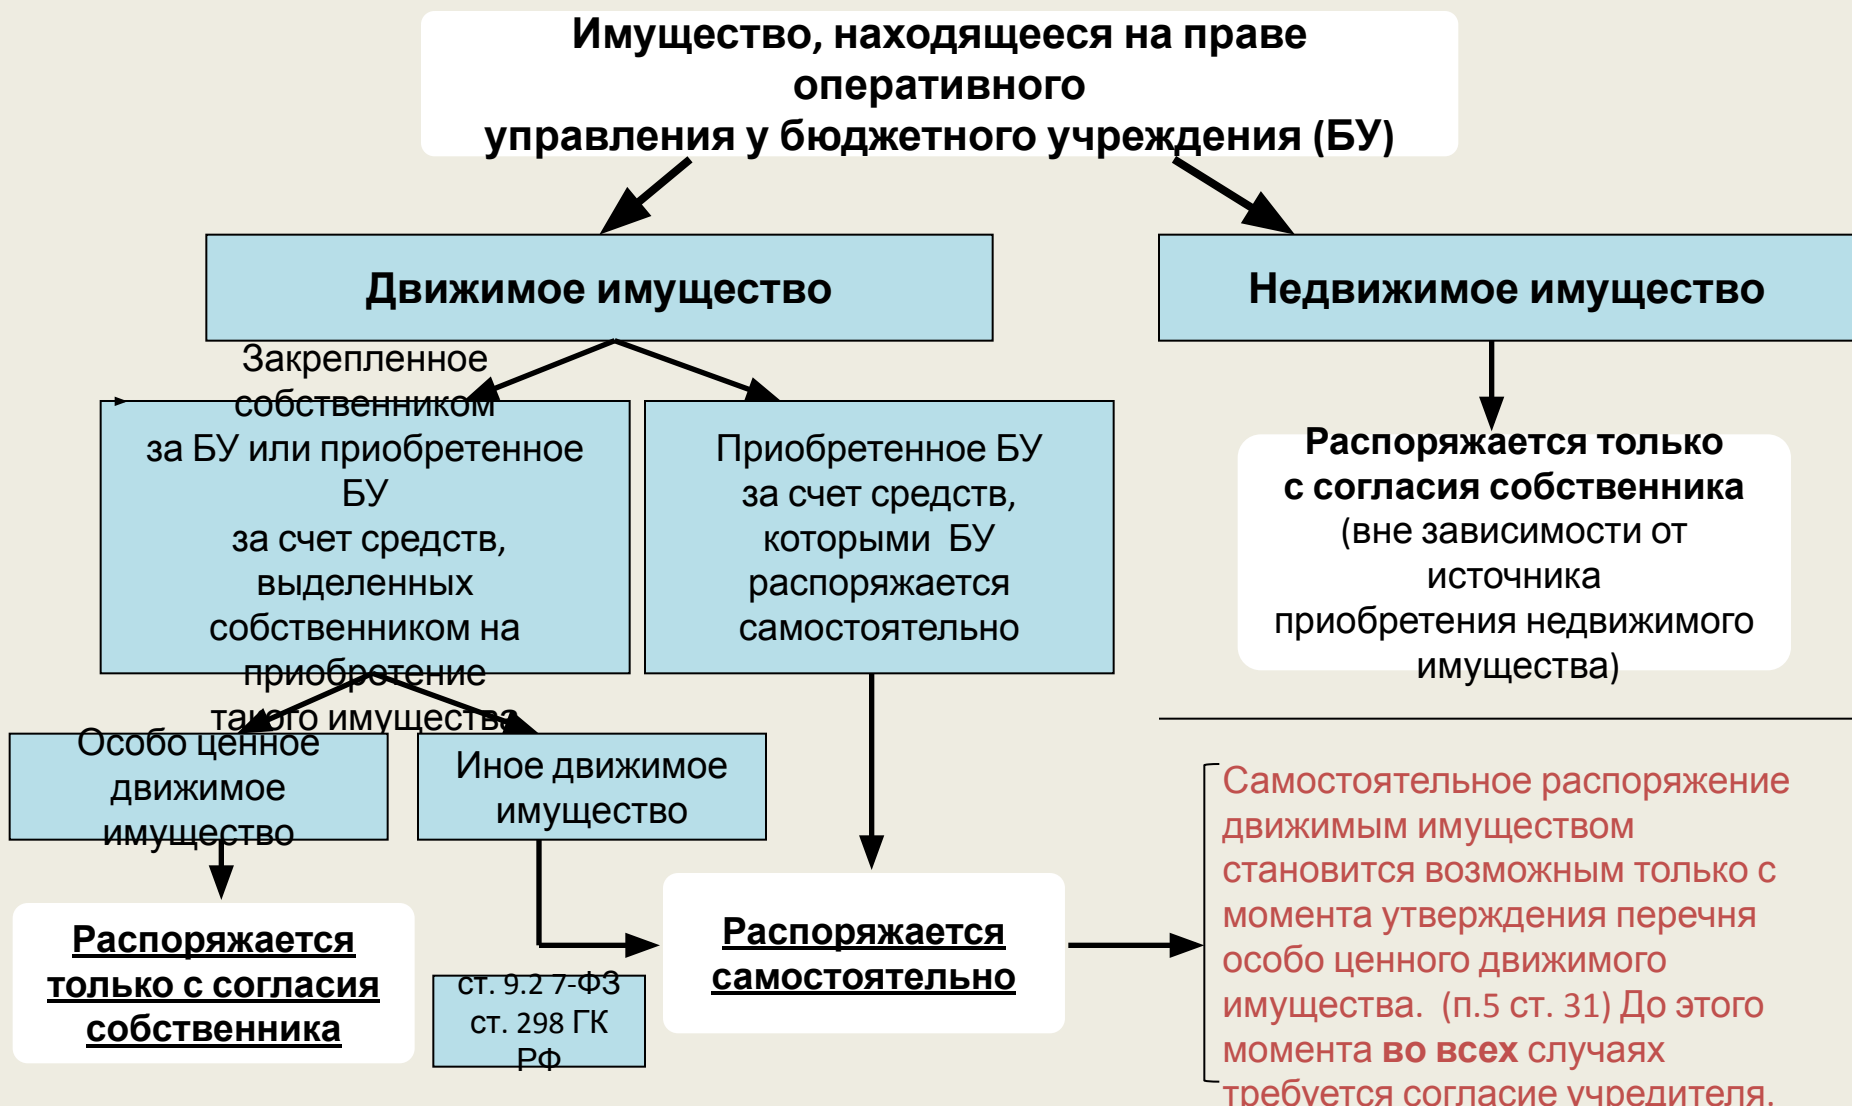 Имущество, находящееся на праве
оперативного
управления у бюджетного учреждения (БУ)
Движимое имущество
Недвижимое имущество
Закрепленное
собственником
за БУ или приобретенное
БУ
за счет средств,
выделенных
собственником на
приобретение
такого имущества
Приобретенное БУ
за счет средств,
которыми БУ
распоряжается
самостоятельно
Распоряжается только
с согласия собственника
(вне зависимости от
источника
приобретения недвижимого
имущества)
Особо ценное
движимое
имущество
Иное движимое
имущество
Распоряжается
только с согласия
собственника
ст. 9.2 7-ФЗ
ст. 298 ГК
РФ
Распоряжается
самостоятельно
Самостоятельное распоряжение
движимым имуществом
становится возможным только с
момента утверждения перечня
особо ценного движимого
имущества. (п.5 ст. 31) До этого
момента во всех случаях
требуется согласие учредителя.